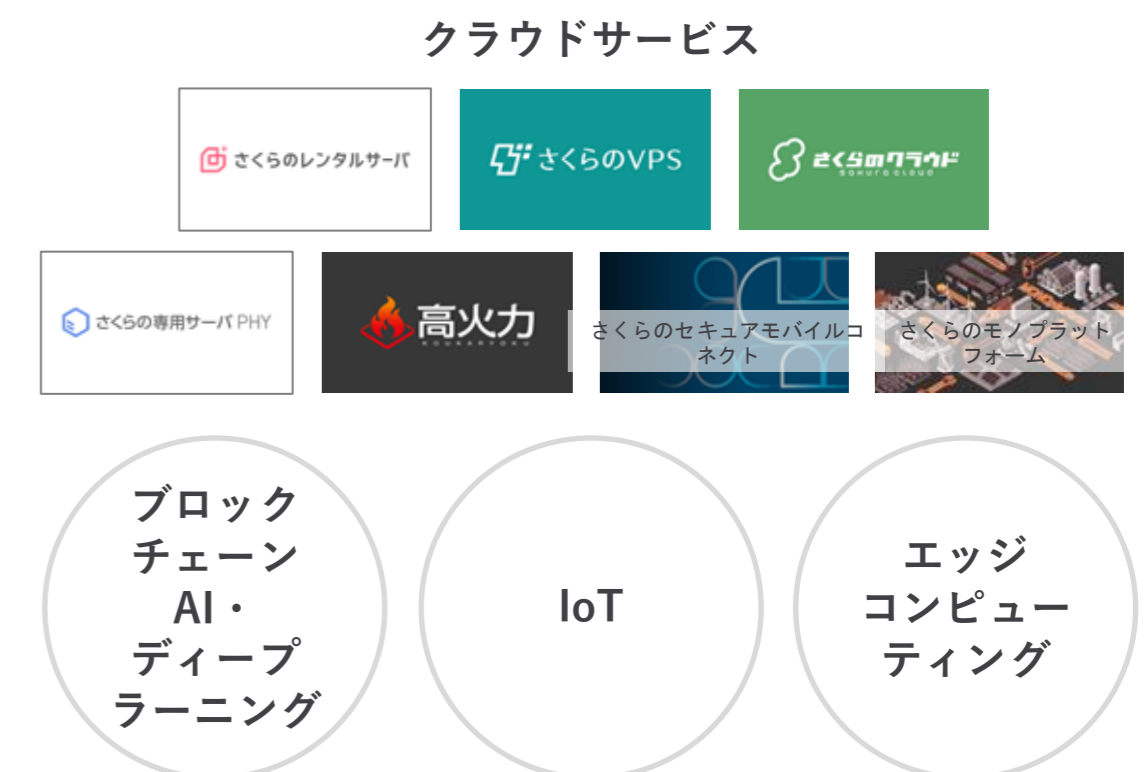 クラウドサービス
さくらのレンタルサーバ
さくらのVPS
さくらのクラウド
SAKURA CLOUD
さくらの専用サーバ PHY
高火力
KOUKARYOKU
さくらのセキュアモバイルコ
ネクト
さくらのモノプラット
フォーム
ブロック
チェーン
AI・
ディープ
ラーニング
IoT
エッジ
コンピュー
ティング